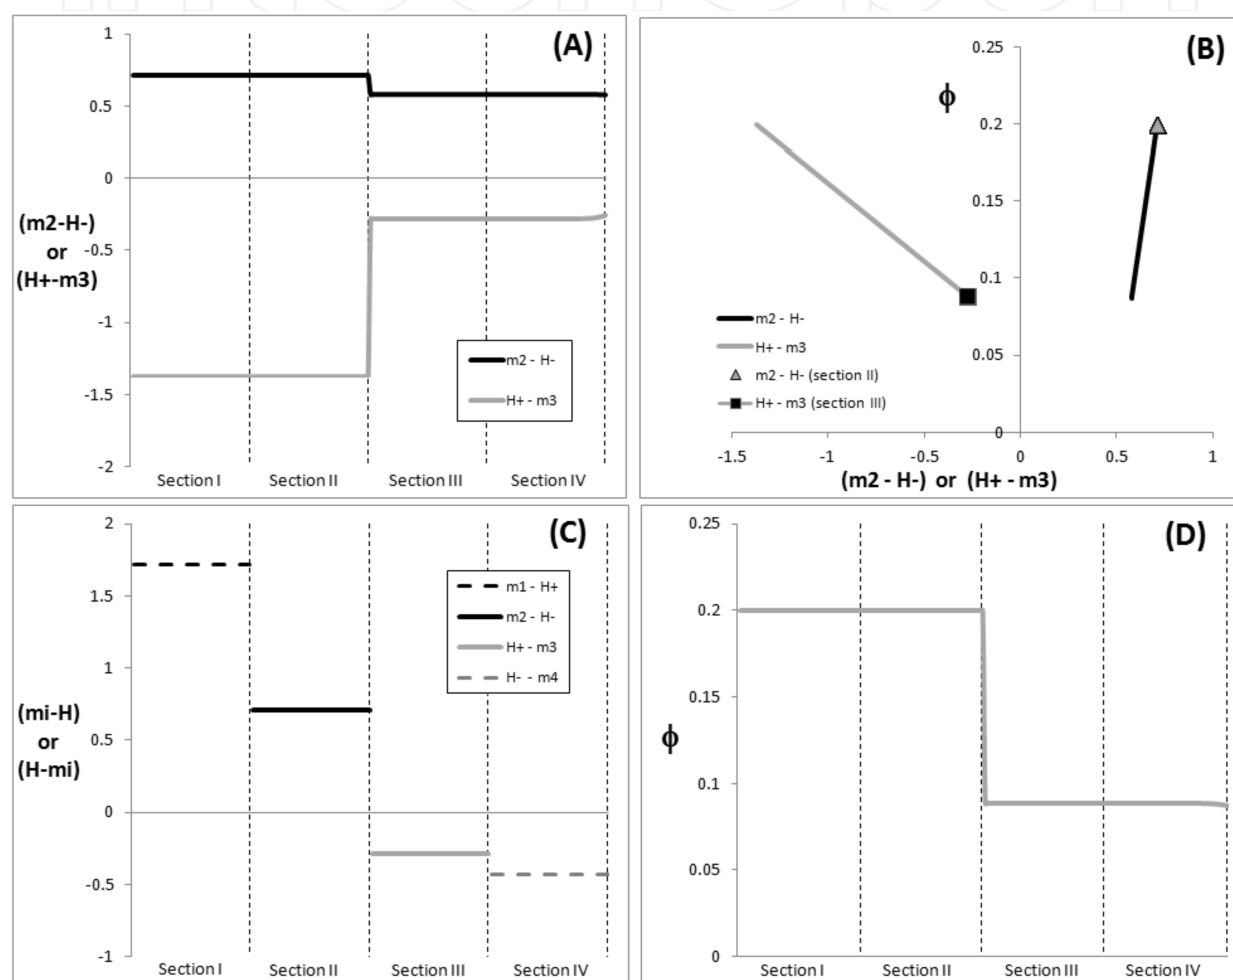 (A)
1
0.5
0
-0.5
-1
-1.5
-2
(m2-H-)
or
(H+-m3)
m2 - H-
H+ - m3
Section I
Section II
Section III
Section IV
(B)
ϕ
0.25
0.2
0.15
0.1
0.05
0
m2 - H-
H+ - m3
m2 - H- (section II)
H+ - m3 (section III)
-1.5
-1
-0.5
0
0.5
1
(m2 - H-) or (H+ - m3)
(C)
2
1.5
1
0.5
0
-0.5
-1
(mi-H)
or
(H-mi)
m1 - H+
m2 - H-
H+ - m3
H- - m4
Section I
Section II
Section III
Section IV
(D)
0.25
0.2
0.15
0.1
0.05
0
ϕ
Section I
Section II
Section III
Section IV